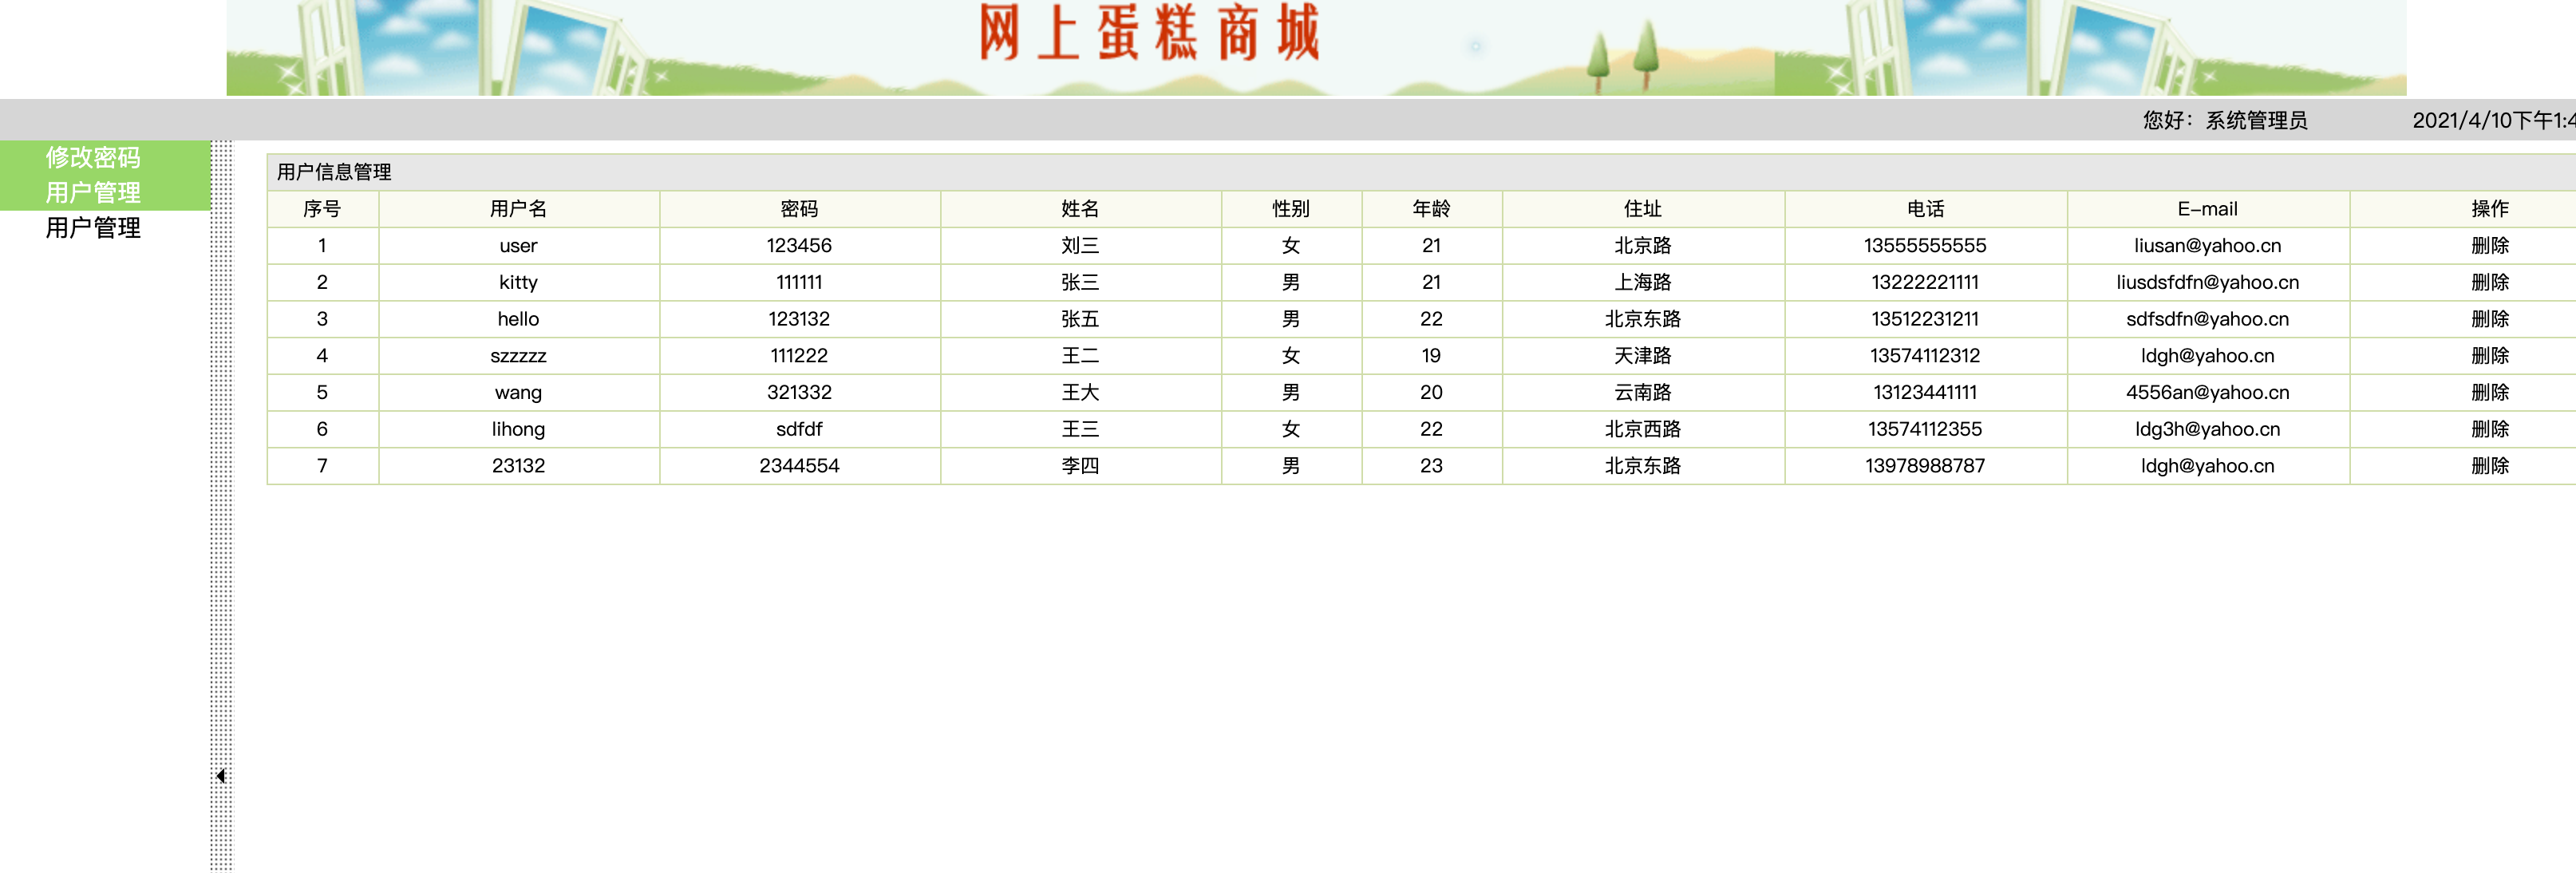 网上蛋糕商城
您好：系统管理员 2021/4/10下午1:4
修改密码
用户管理
用户管理
用户信息管理
序号 用户名 密码 姓名 性别 年龄 住址 电话 E-mail 操作
1 user 123456 刘三 女 21 北京路 13555555555 liusan@yahoo.cn 删除
2 kitty 111111 张三 男 21 上海路 13222221111 liusdsfdfn@yahoo.cn 删除
3 hello 123132 张五 男 22 北京东路 13512231211 sdfsdfn@yahoo.cn 删除
4 szzzzz 111222 王二 女 19 天津路 13574112312 ldgh@yahoo.cn 删除
5 wang 321332 王大 男 20 云南路 13123441111 4556an@yahoo.cn 删除
6 lihong sdfdf 王三 女 22 北京西路 13574112355 ldg3h@yahoo.cn 删除
7 23132 2344554 李四 男 23 北京东路 13978988787 ldgh@yahoo.cn 删除